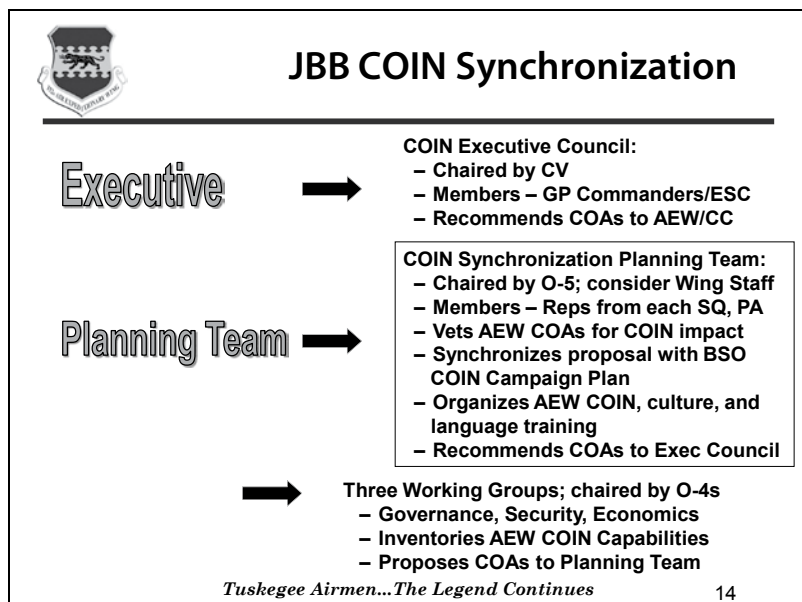 JBB COIN Synchronization
Executive
COIN Executive Council:
– Chaired by CV
– Members – GP Commanders/ESC
– Recommends COAs to AEW/CC
Planning Team
COIN Synchronization Planning Team:
– Chaired by O-5; consider Wing Staff
– Members – Reps from each SQ, PA
– Vets AEW COAs for COIN impact
– Synchronizes proposal with BSO
COIN Campaign Plan
– Organizes AEW COIN, culture, and
language training
– Recommends COAs to Exec Council
Three Working Groups; chaired by O-4s
– Governance, Security, Economics
– Inventories AEW COIN Capabilities
– Proposes COAs to Planning Team
Tuskegee Airmen...The Legend Continues
14